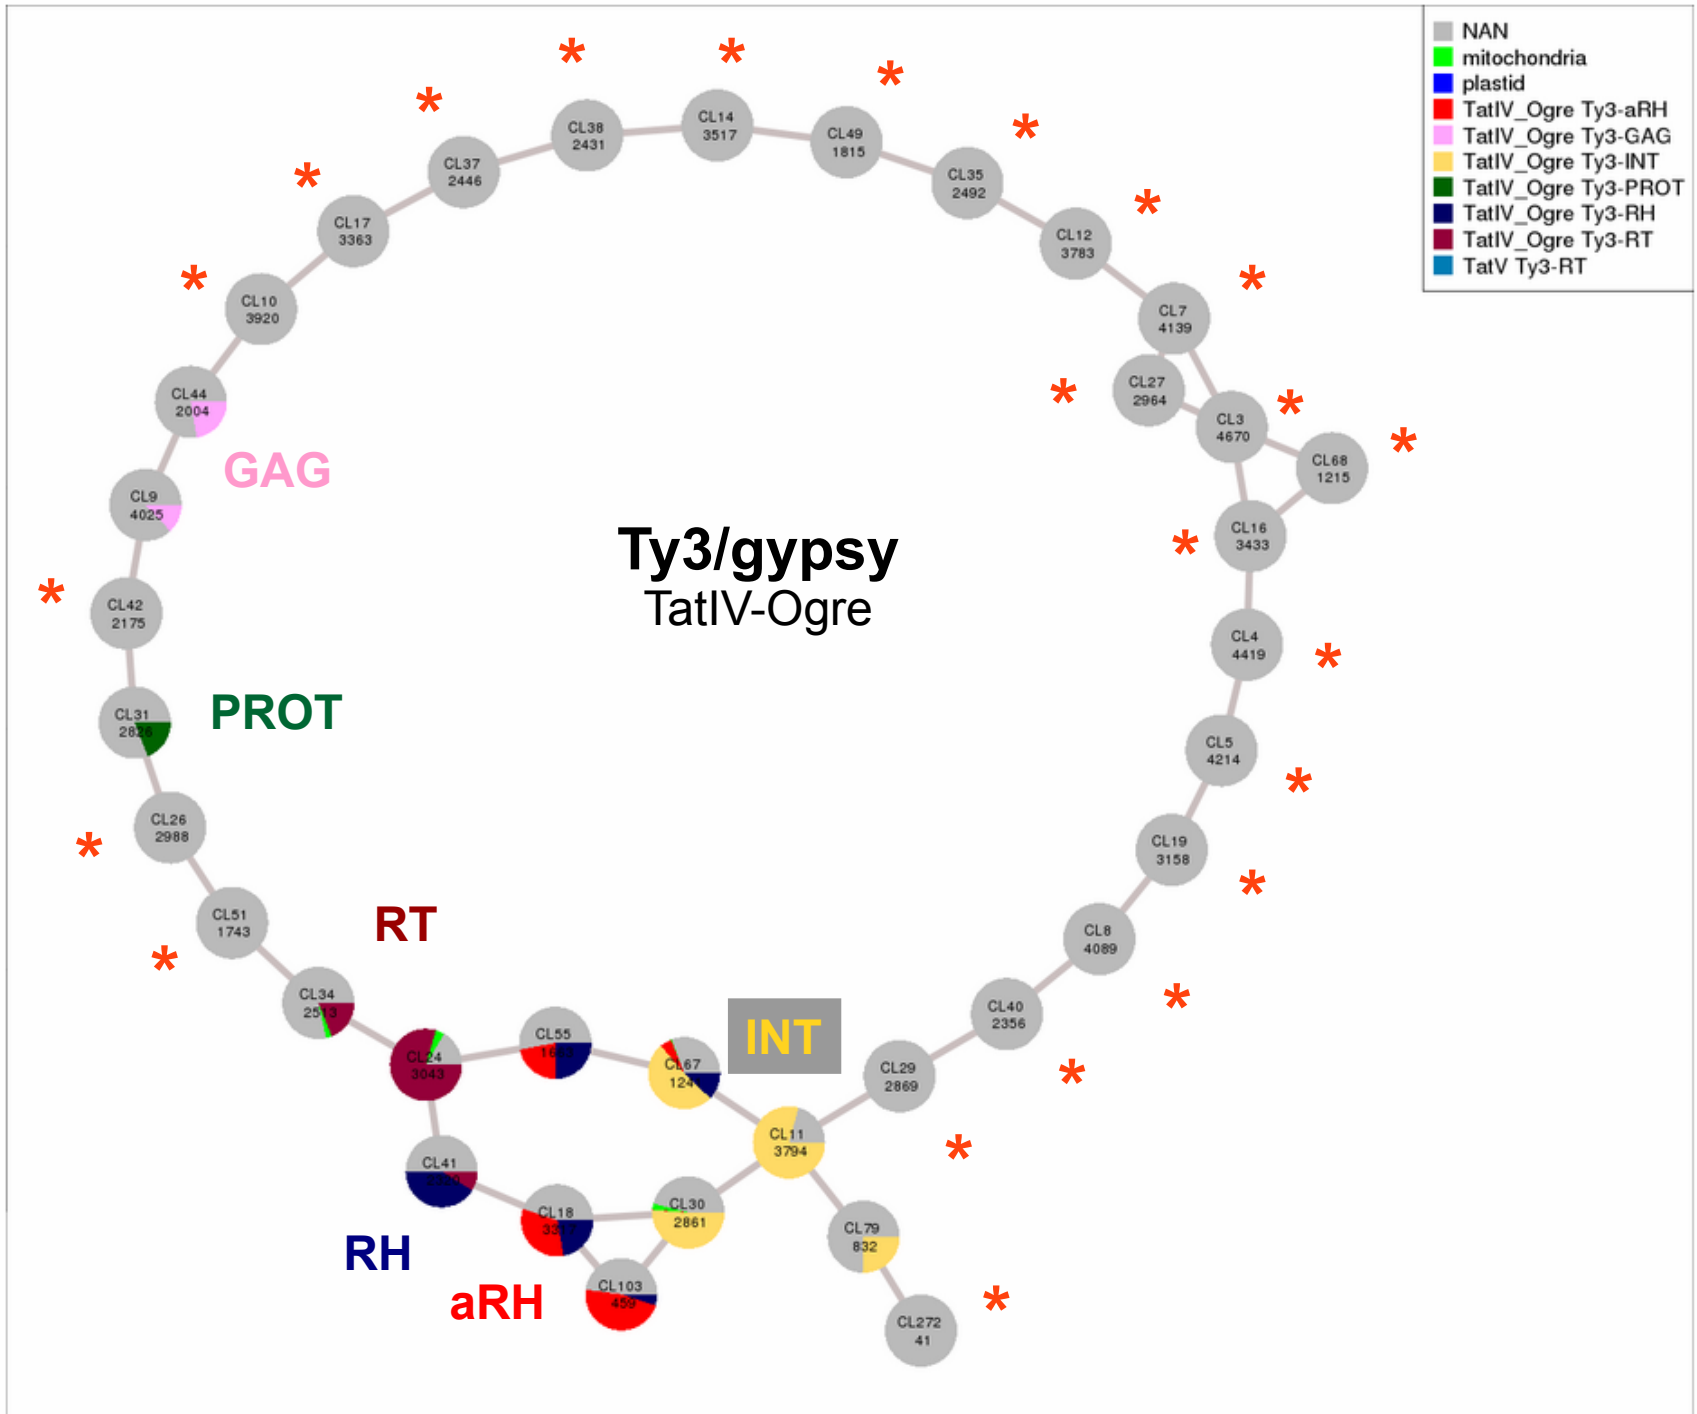 NAN
mitochondria
plastid
TatIV_Ogre Ty3-aRH
TatIV_Ogre Ty3-GAG
TatIV_Ogre Ty3-INT
TatIV_Ogre Ty3-PROT
TatIV_Ogre Ty3-RH
TatIV_Ogre Ty3-RT
TatV Ty3-RT
* * * * * * * * * * * * * * * * * * * * * * * *
CL14
3517
CL38
2431
CL49
1815
CL37
2446
CL35
2492
CL17
3363
CL12
3783
CL10
3920
CL7
4139
CL27
2964
CL44
2004
CL3
4670
GAG
CL68
1215
CL9
4025
CL16
3433
Ty3/gypsy
TatIV-Ogre
CL42
2175
CL4
4419
CL31
2826
PROT
CL5
4214
CL26
2988
CL19
3158
CL51
1743
RT
CL8
4089
CL34
2513
CL40
2356
INT
CL24
3043
CL55
CL67
CL29
2869
CL11
3794
CL41
CL18
CL30
2861
RH
CL79
832
aRH
CL103
459
CL272
41